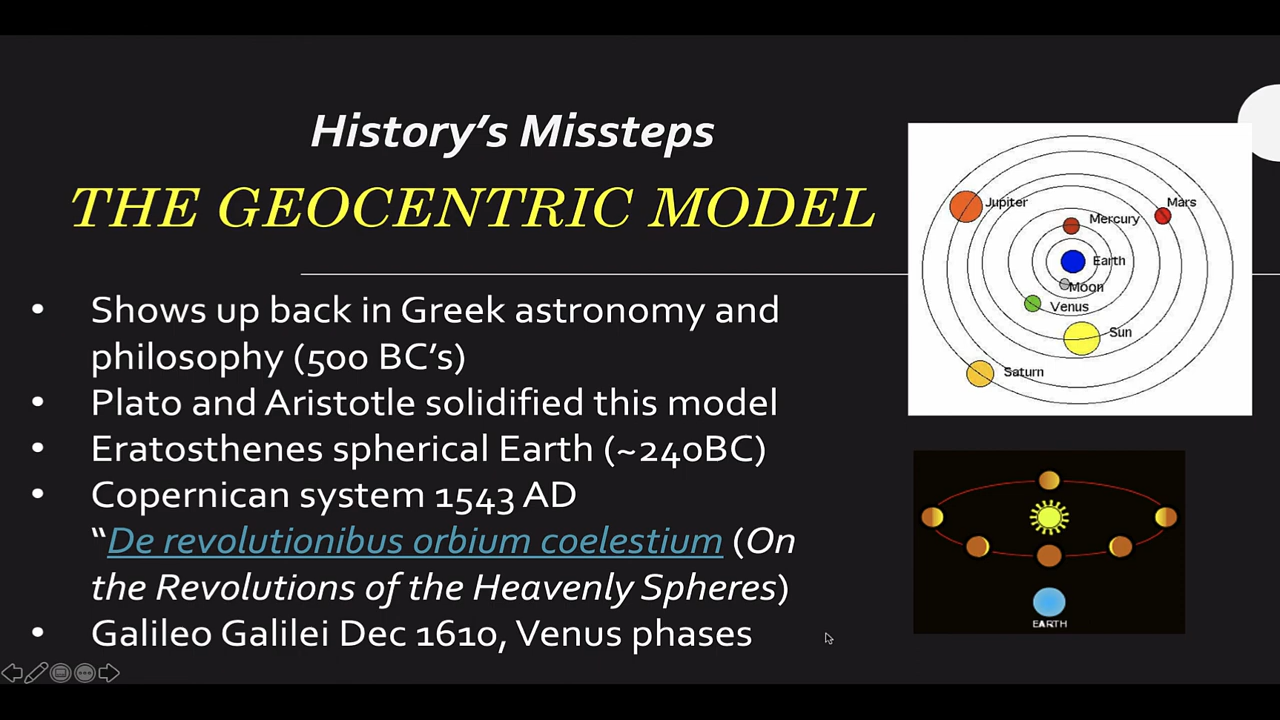 History's Missteps
THE GEOCENTRIC MODEL
• Shows up back in Greek astronomy and
philosophy (500 BC's)
• Plato and Aristotle solidified this model
• Eratosthenes spherical Earth (~240BC)
• Copernican system 1543 AD
“De revolutionibus orbium coelestium (On
the Revolutions of the Heavenly Spheres)
• Galileo Galilei Dec 1610, Venus phases
Jupiter
Mars
Mercury
Earth
Moon
Venus
Sun
Saturn
EARTH